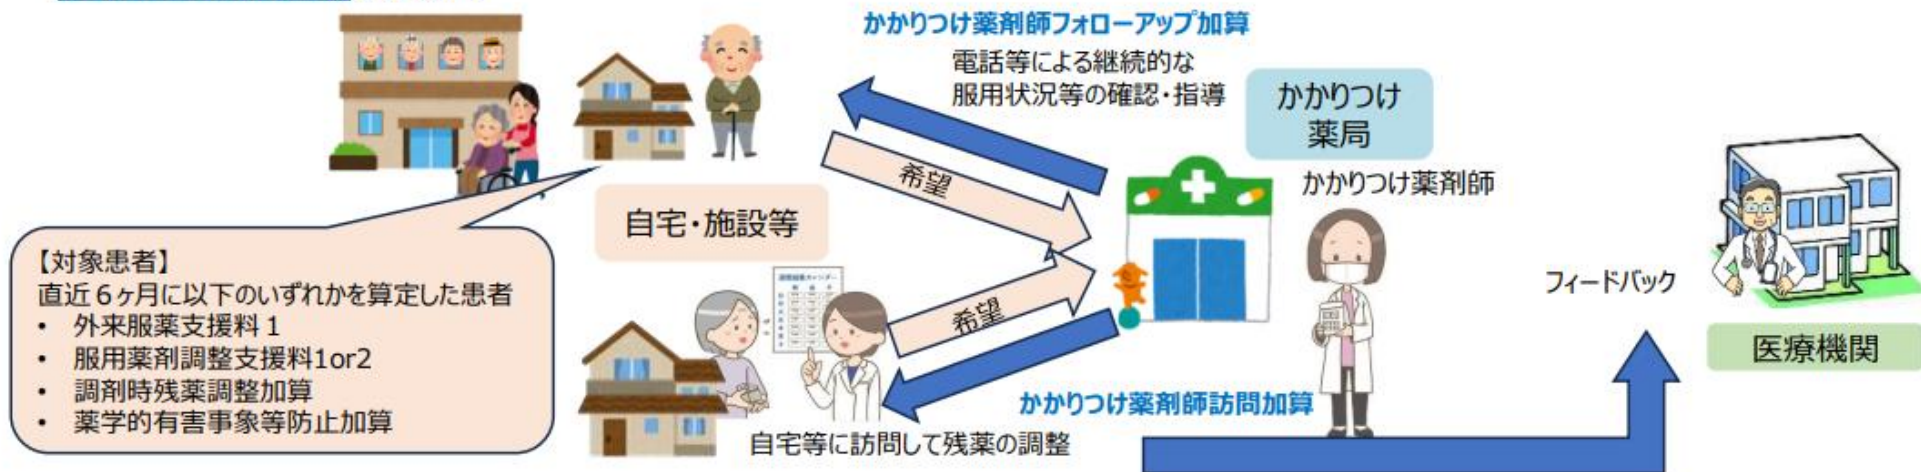 かかりつけ薬剤師フォローアップ加算
電話等による継続的な
服用状況等の確認・指導
かかりつけ
薬局
かかりつけ薬剤師
希望
自宅・施設等
【対象患者】
直近６ヶ月に以下のいずれかを算定した患者
• 外来服薬支援料１
• 服用薬剤調整支援料1or2
• 調剤時残薬調整加算
• 薬学的有害事象等防止加算
希望
かかりつけ薬剤師訪問加算
自宅等に訪問して残薬の調整
フィードバック
医療機関